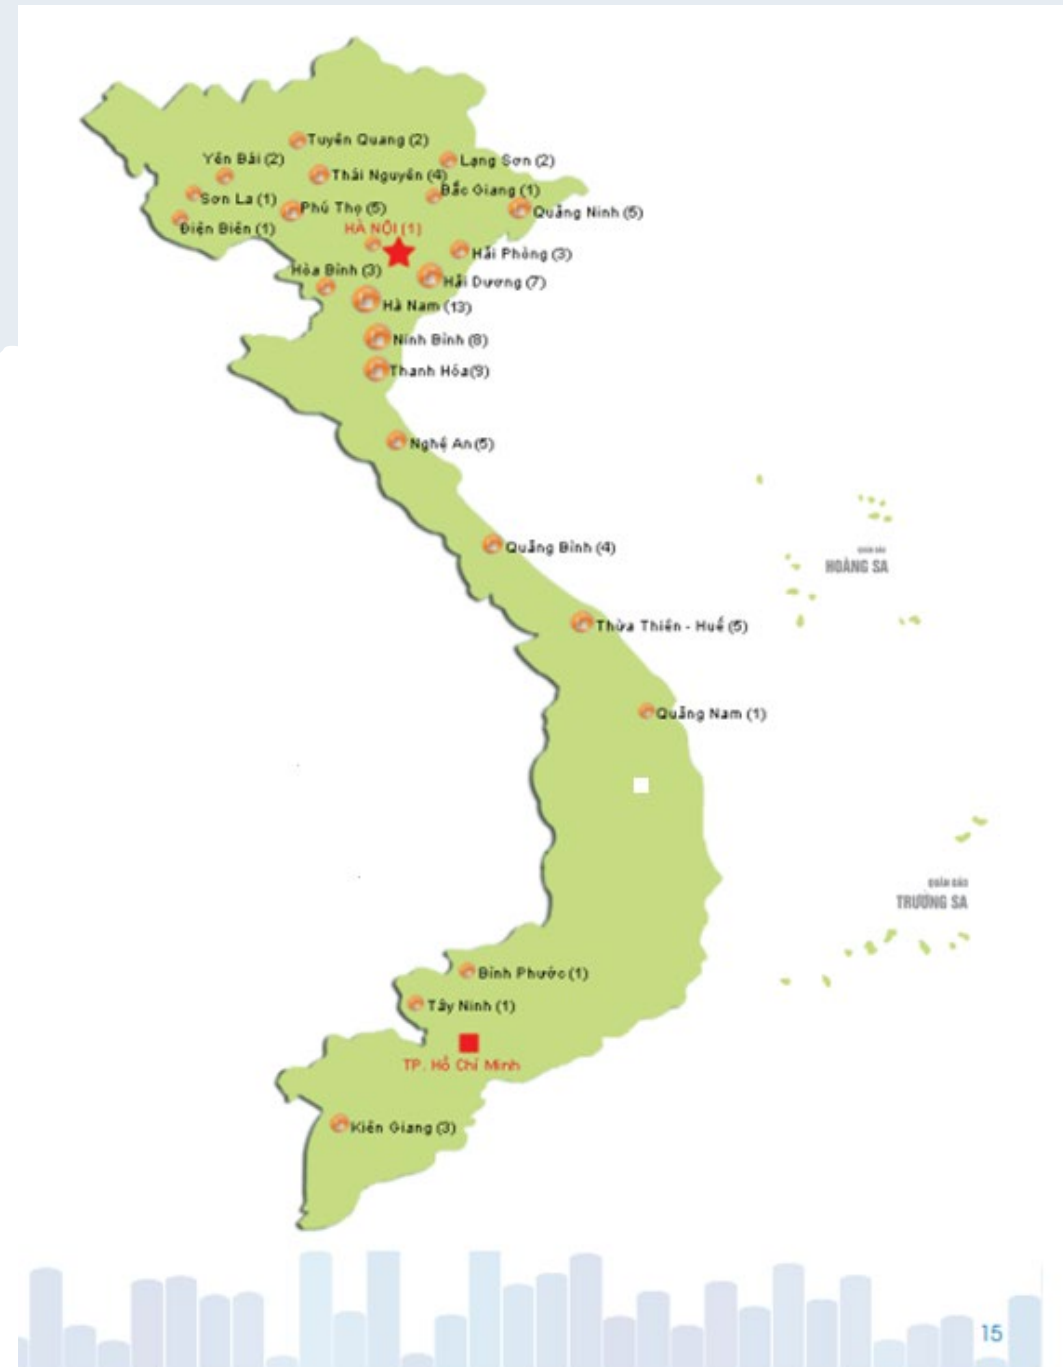 Tuyên Quang (2)
Yên Bái (2)
Lạng Sơn (2)
Thái Nguyên (4)
Bắc Giang (1)
Sơn La (1)
Phú Thọ (5)
Quảng Ninh (5)
Điện Biên (1)
HÀ NỘI (1)
Hải Phòng (3)
Hòa Bình (3)
Hải Dương (7)
Hà Nam (13)
Ninh Bình (8)
Thanh Hóa(9)
Nghệ An (5)
Quảng Bình (4)
QUẦN ĐẢO
HOÀNG SA
Thừa Thiên - Huế (5)
Quảng Nam (1)
QUẦN ĐẢO
TRƯỜNG SA
Bình Phước (1)
Tây Ninh (1)
TP. Hồ Chí Minh
Kiên Giang (3)
15